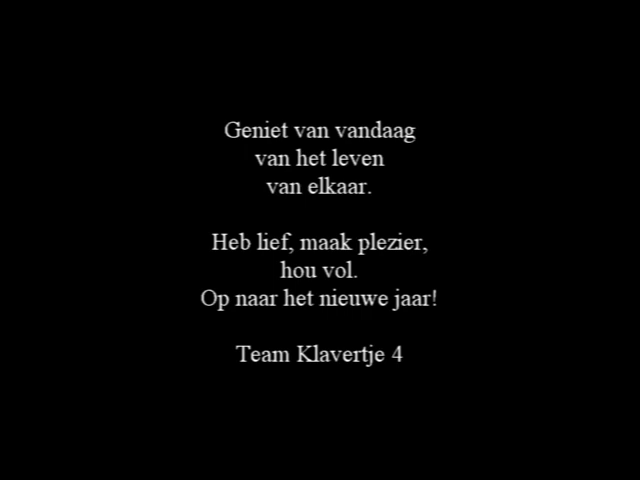 Geniet van vandaag
van het leven
van elkaar.
Heb lief, maak plezier,
hou vol.
Op naar het nieuwe jaar!
Team Klavertje 4